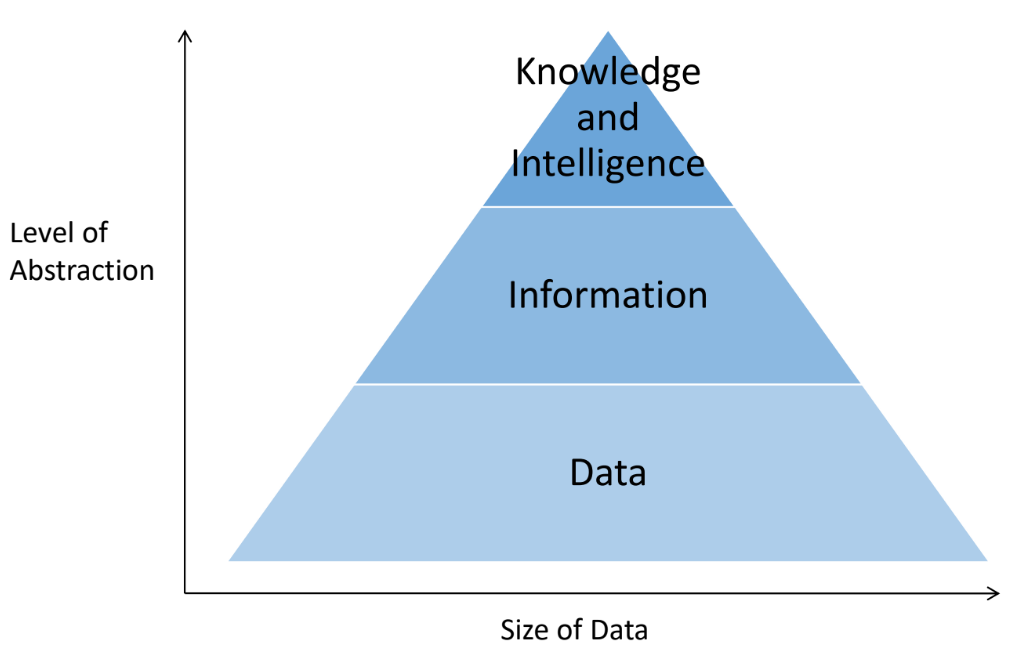 Knowledge
and
Intelligence
Level of
Abstraction
Information
Data
Size of Data